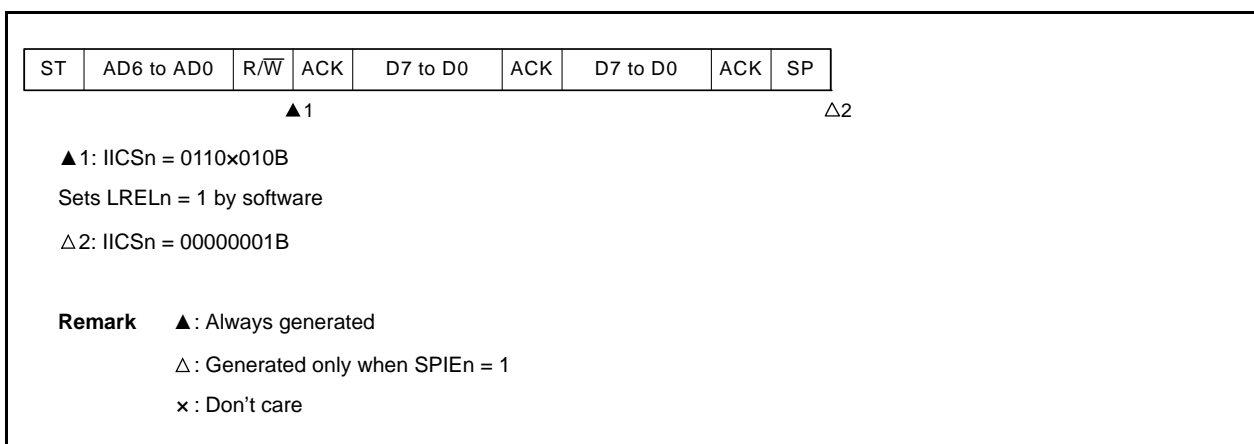 ST AD6 to AD0 R/W̅ ACK D7 to D0 ACK D7 to D0 ACK SP
▲1 △2
▲1: IICSn = 0110×010B
Sets LRELn = 1 by software
△2: IICSn = 00000001B
Remark ▲: Always generated
△: Generated only when SPIEn = 1
×: Don't care